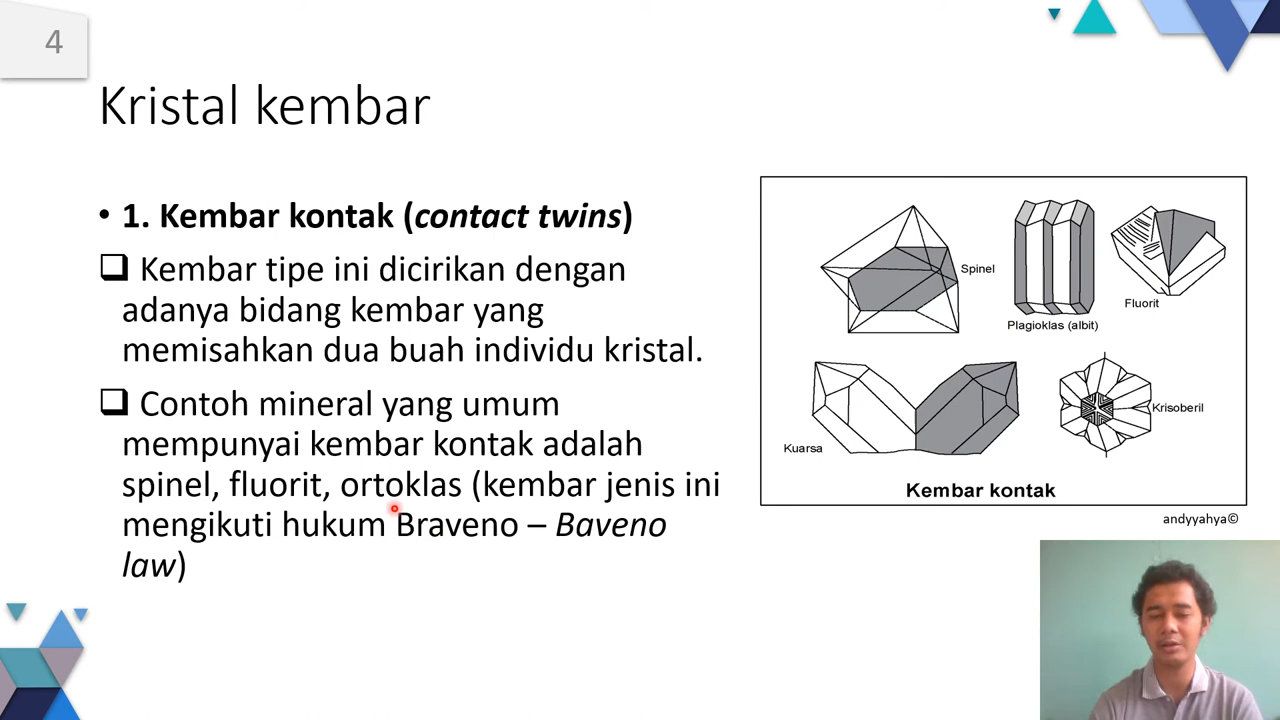 4
Kristal kembar
• 1. Kembar kontak (contact twins)
❑ Kembar tipe ini dicirikan dengan
adanya bidang kembar yang
memisahkan dua buah individu kristal.
❑ Contoh mineral yang umum
mempunyai kembar kontak adalah
spinel, fluorit, ortoklas (kembar jenis ini
mengikuti hukum Braveno – Baveno
law)
Spinel
Plagioklas (albit)
Fluorit
Kuarsa
Krisoberil
Kembar kontak
andyyahya©